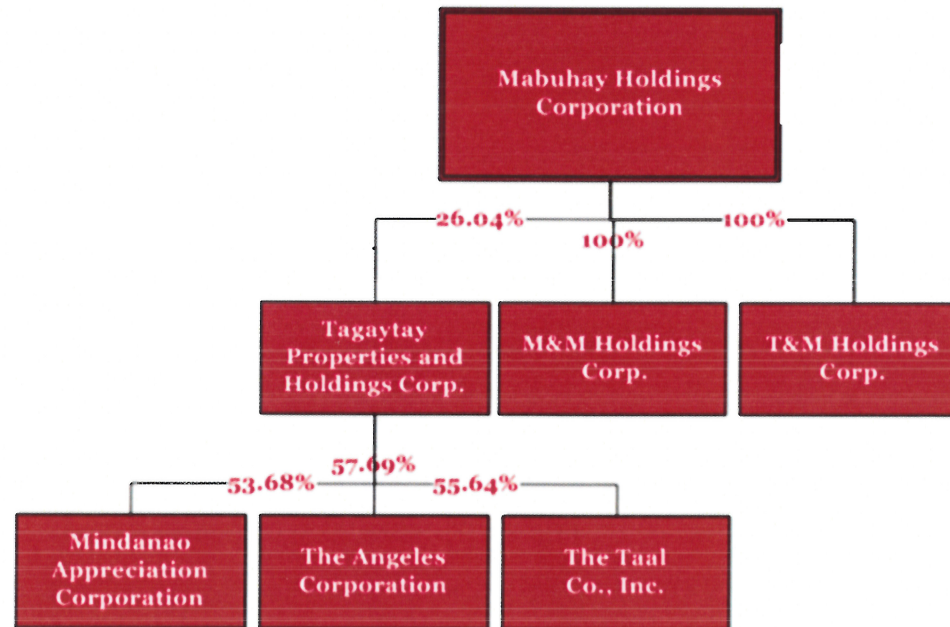 Mabuhay Holdings
Corporation
26.04%
100%
100%
Tagaytay
Properties and
Holdings Corp.
M&M Holdings
Corp.
T&M Holdings
Corp.
57.69%
53.68%
55.64%
Mindanao
Appreciation
Corporation
The Angeles
Corporation
The Taal
Co., Inc.